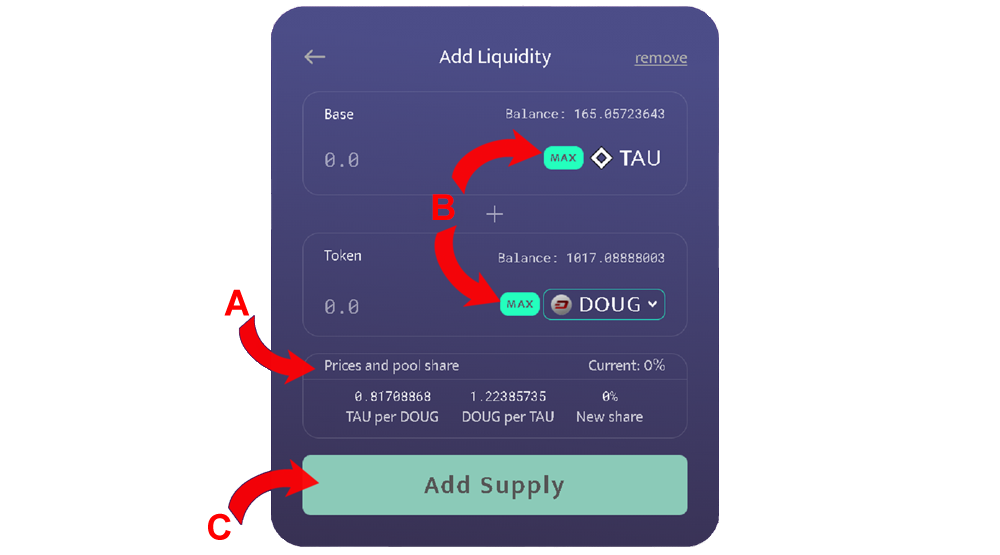 Add Liquidity remove
Base Balance: 165.05723643
0.0 MAX TAU
B
+
Token Balance: 1017.08888003
0.0 MAX DOUG
A
Prices and pool share Current: 0%
0.81708868 1.22385735 0%
TAU per DOUG DOUG per TAU New share
Add Supply
C